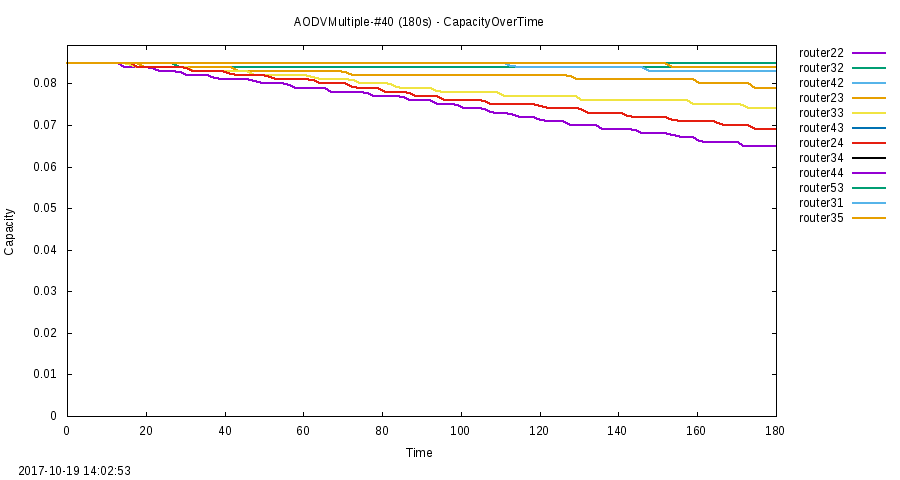 AODVMultiple-#40 (180s) - CapacityOverTime
router22
router32
router42
router23
router33
router43
router24
router34
router44
router53
router31
router35
0.08
0.07
0.06
0.05
0.04
0.03
0.02
0.01
0
Capacity
0 20 40 60 80 100 120 140 160 180
Time
2017-10-19 14:02:53